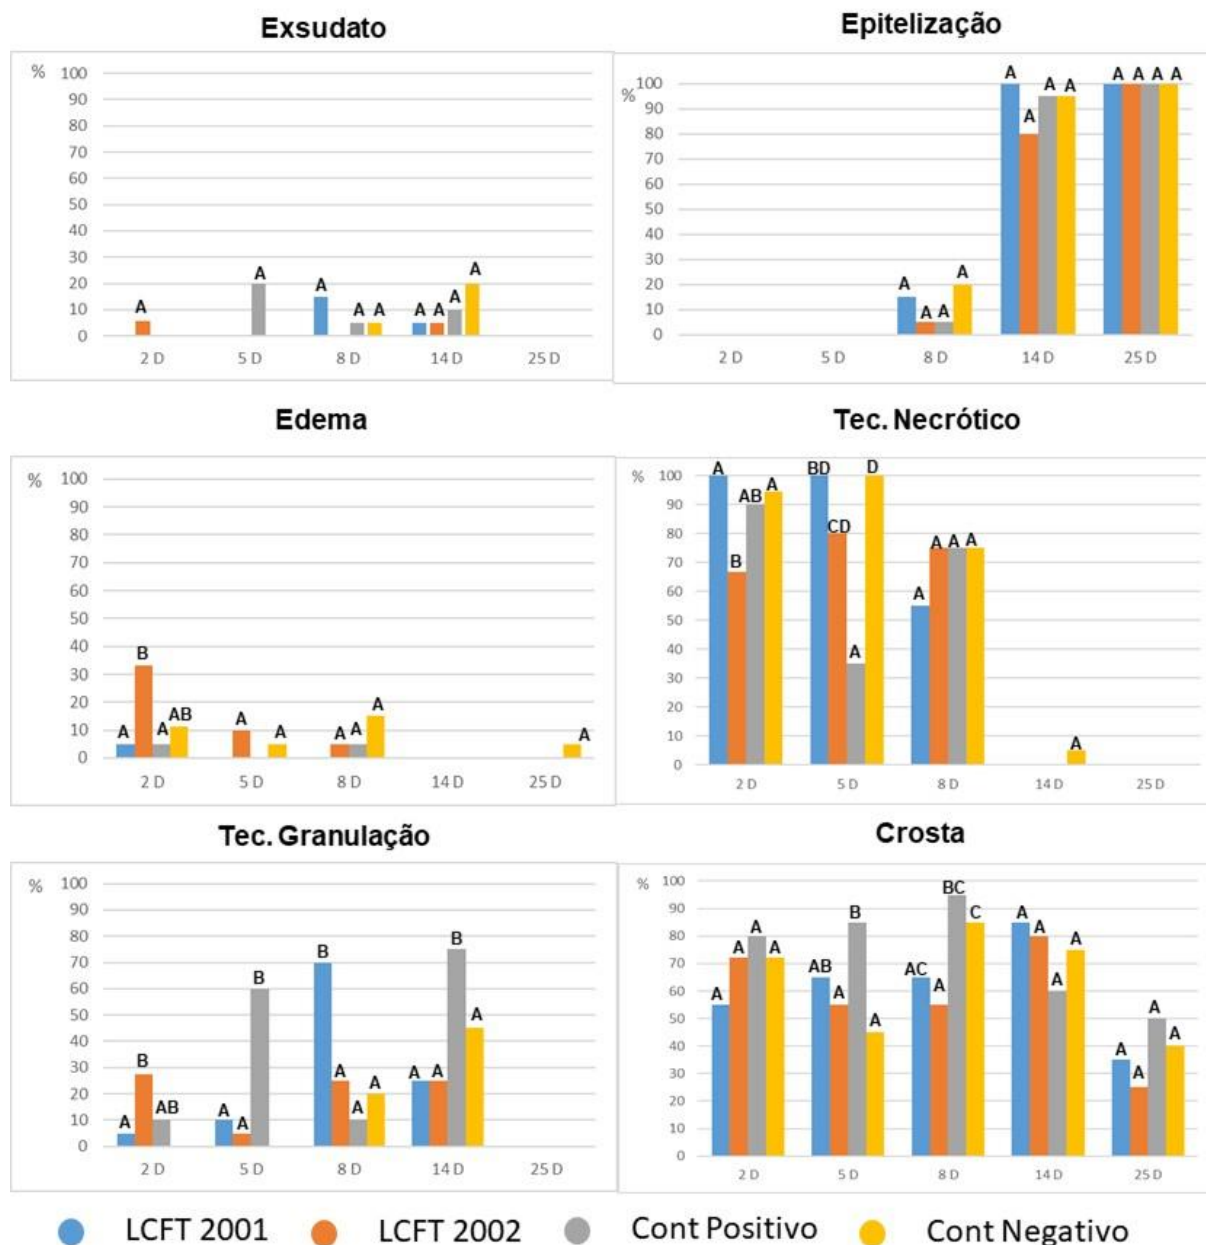 Exsudato
%
100
90
80
70
60
50
40
30
20
10
0
A
A
A
A A
A A A A
2 D 5 D 8 D 14 D 25 D
Epitelização
%
100
90
80
70
60
50
40
30
20
10
0
A A A A
A A A A
A A A A
2 D 5 D 8 D 14 D 25 D
Edema
%
100
90
80
70
60
50
40
30
20
10
0
A B A AB
A A
A A A
A
2 D 5 D 8 D 14 D 25 D
Tec. Necrótico
%
100
90
80
70
60
50
40
30
20
10
0
A B AB A
BD CD A D
A A A A
A
2 D 5 D 8 D 14 D 25 D
Tec. Granulação
%
100
90
80
70
60
50
40
30
20
10
0
A B AB
A A B
B A A A
A A B A
2 D 5 D 8 D 14 D 25 D
Crosta
%
100
90
80
70
60
50
40
30
20
10
0
A A A A
AB A B A
AC A BC C
A A A A
A A A A
2 D 5 D 8 D 14 D 25 D
LCFT 2001 LCFT 2002 Cont Positivo Cont Negativo